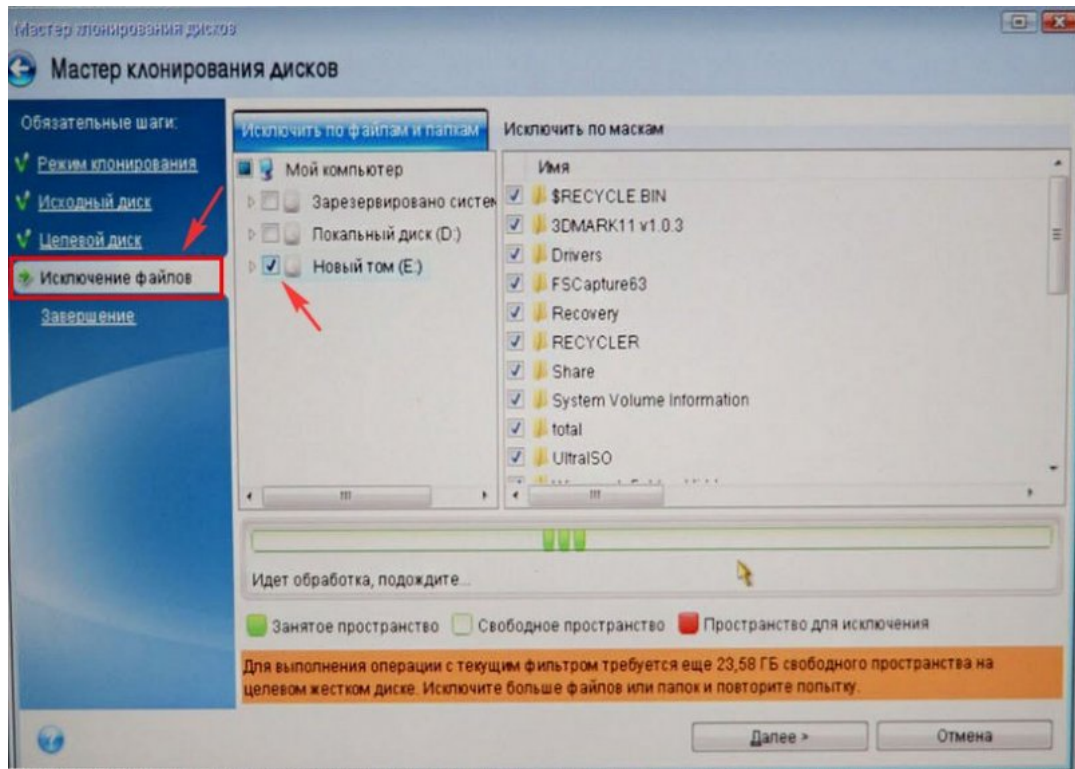 Мастер клонирования дисков
Мастер клонирования дисков
Обязательные шаги:
Режим клонирования
Исходный диск
Целевой диск
Исключение файлов
Завершение
Исключить по файлам и папкам
Исключить по маскам
Мой компьютер
Зарезервировано систем
Локальный диск (D:)
Новый том (E:)
Имя
$RECYCLE.BIN
3DMARK11 v1.0.3
Drivers
FSCapture63
Recovery
RECYCLER
Share
System Volume Information
total
UltraISO
Идет обработка, подождите...
Занятое пространство
Свободное пространство
Пространство для исключения
Для выполнения операции с текущим фильтром требуется еще 23,58 ГБ свободного пространства на
целевом жестком диске. Исключите больше файлов или папок и повторите попытку.
Далее >
Отмена